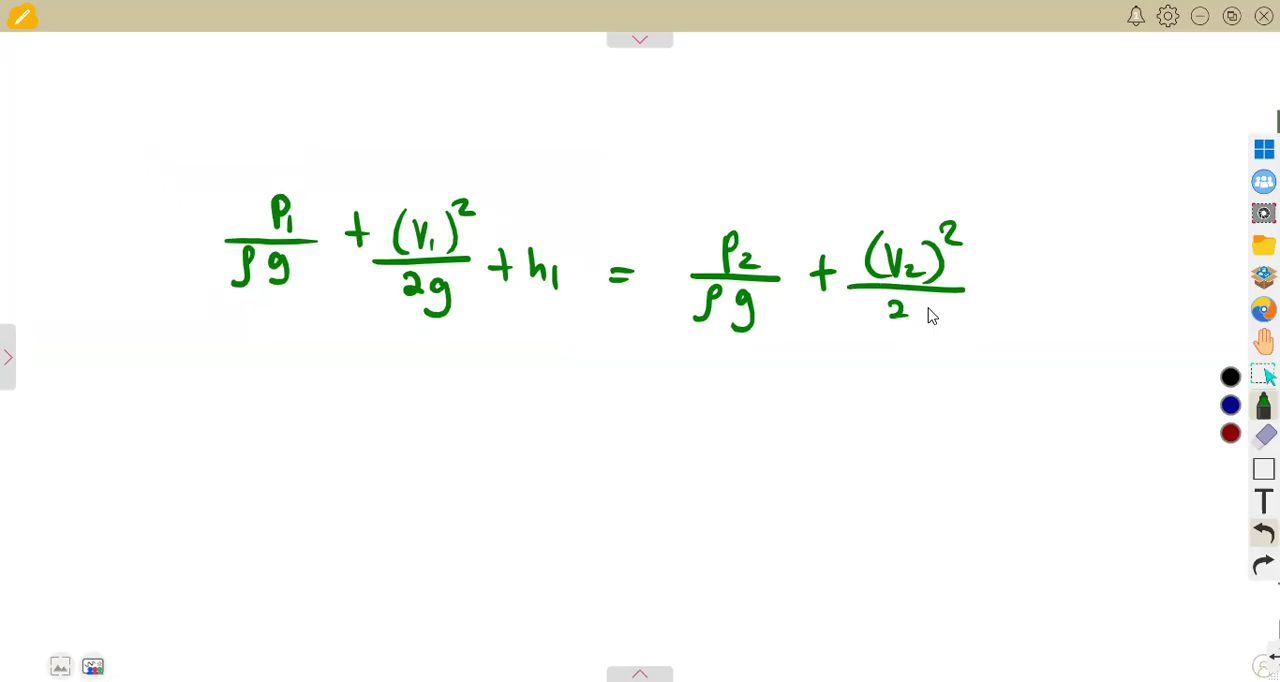 P₁/ρg + (V₁)²/2g + h₁ = P₂/ρg + (V₂)²/2